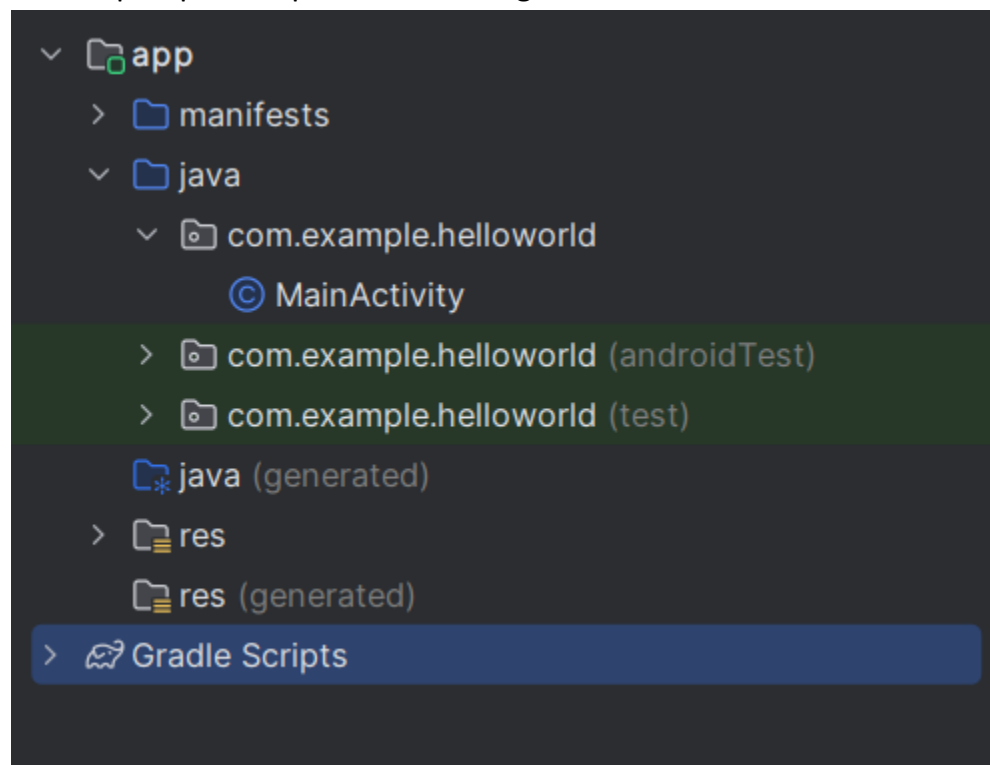 app
manifests
java
com.example.helloworld
MainActivity
com.example.helloworld (androidTest)
com.example.helloworld (test)
java (generated)
res
res (generated)
Gradle Scripts